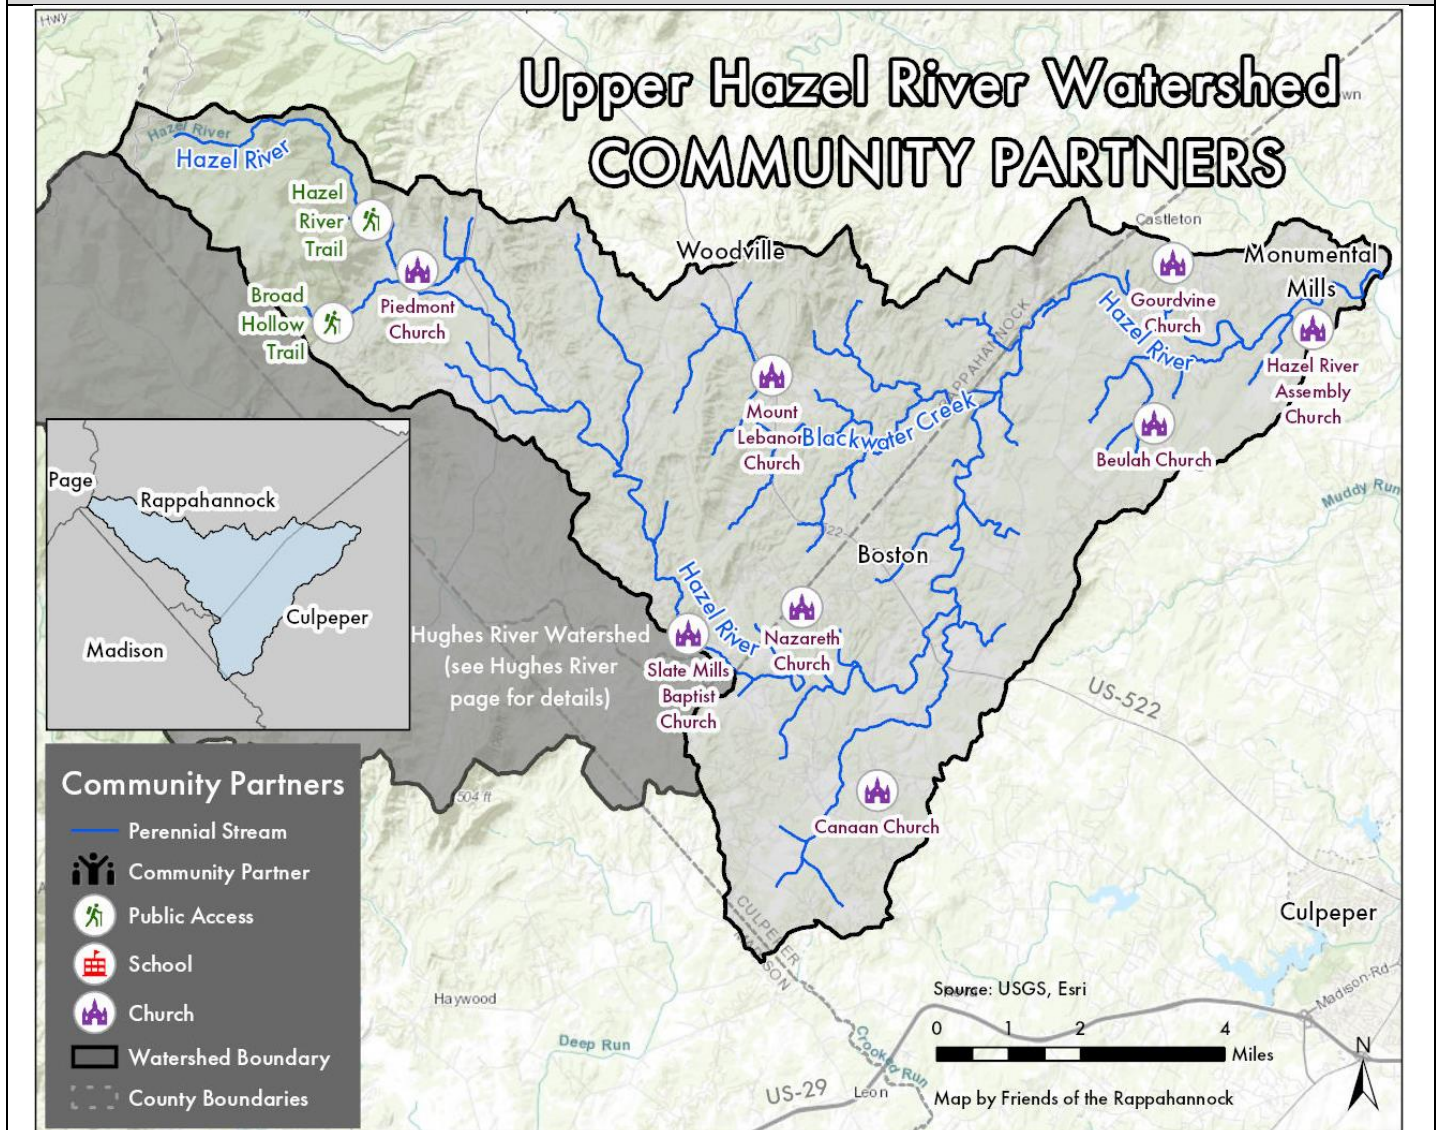 Hwy
Upper Hazel River Watershed
COMMUNITY PARTNERS
Hazel River
Hazel River
Hazel
River
Trail
Broad
Hollow
Trail
Piedmont
Church
Woodville
Castleton
Monumental
Mills
Gourdvine
Church
Hazel River
Hazel River
Assembly
Church
Beulah Church
Mount
Lebanon
Church
Blackwater Creek
Muddy Run
522
Boston
Page
Rappahannock
Culpeper
Madison
Hughes River Watershed
(see Hughes River
page for details)
Hazel River
Slate Mills
Baptist
Church
Nazareth
Church
US-522
Canaan Church
504 ft
CULPEPER
MADISON
Community Partners
Perennial Stream
Community Partner
Public Access
School
Church
Watershed Boundary
County Boundaries
Haywood
Deep Run
Crooked Run
US-29
Leon
Culpeper
Madison-Rd
Source: USGS, Esri
0 1 2 4
Miles
N
Map by Friends of the Rappahannock